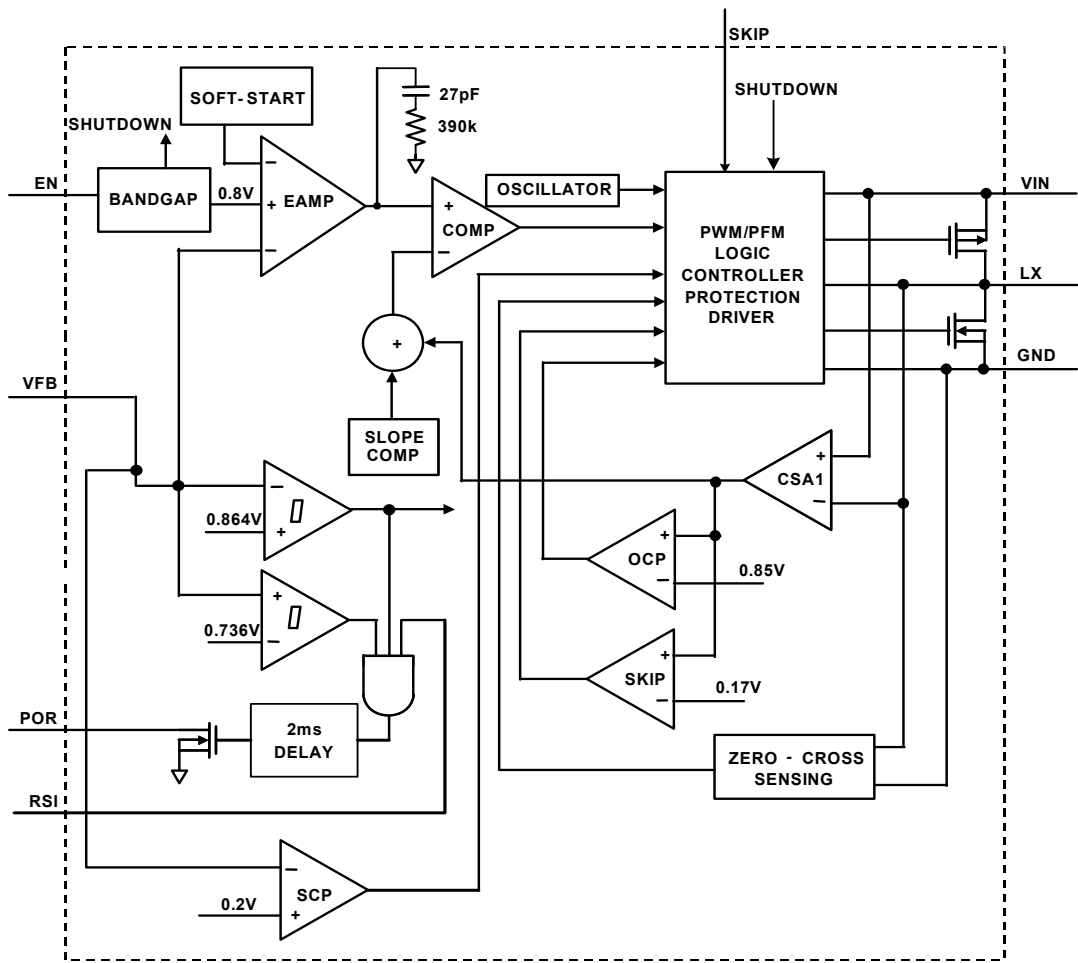 SKIP
SOFT-START
27pF
390k
SHUTDOWN
SHUTDOWN
EN
BANDGAP
0.8V
EAMP
COMP
OSCILLATOR
PWM/PFM
LOGIC
CONTROLLER
PROTECTION
DRIVER
VIN
LX
GND
VFB
SLOPE
COMP
0.864V
0.736V
CSA1
OCP
0.85V
SKIP
0.17V
POR
2ms
DELAY
ZERO - CROSS
SENSING
RSI
SCP
0.2V